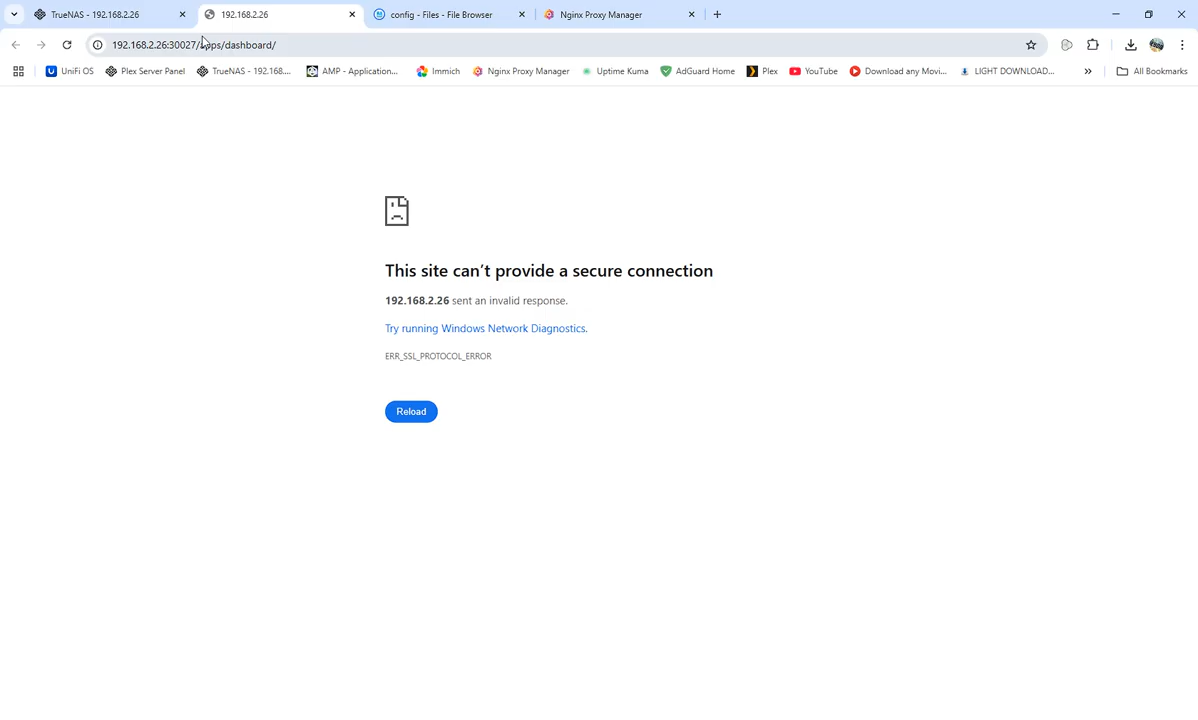 TrueNAS - 192.168.2.26
192.168.2.26
config - Files - File Browser
Nginx Proxy Manager
192.168.2.26:30027/apps/dashboard/
UniFi OS
Plex Server Panel
TrueNAS - 192.168....
AMP - Application...
Immich
Nginx Proxy Manager
Uptime Kuma
AdGuard Home
Plex
YouTube
Download any Movi...
LIGHT DOWNLOAD...
All Bookmarks
This site can’t provide a secure connection
192.168.2.26 sent an invalid response.
Try running Windows Network Diagnostics.
ERR_SSL_PROTOCOL_ERROR
Reload